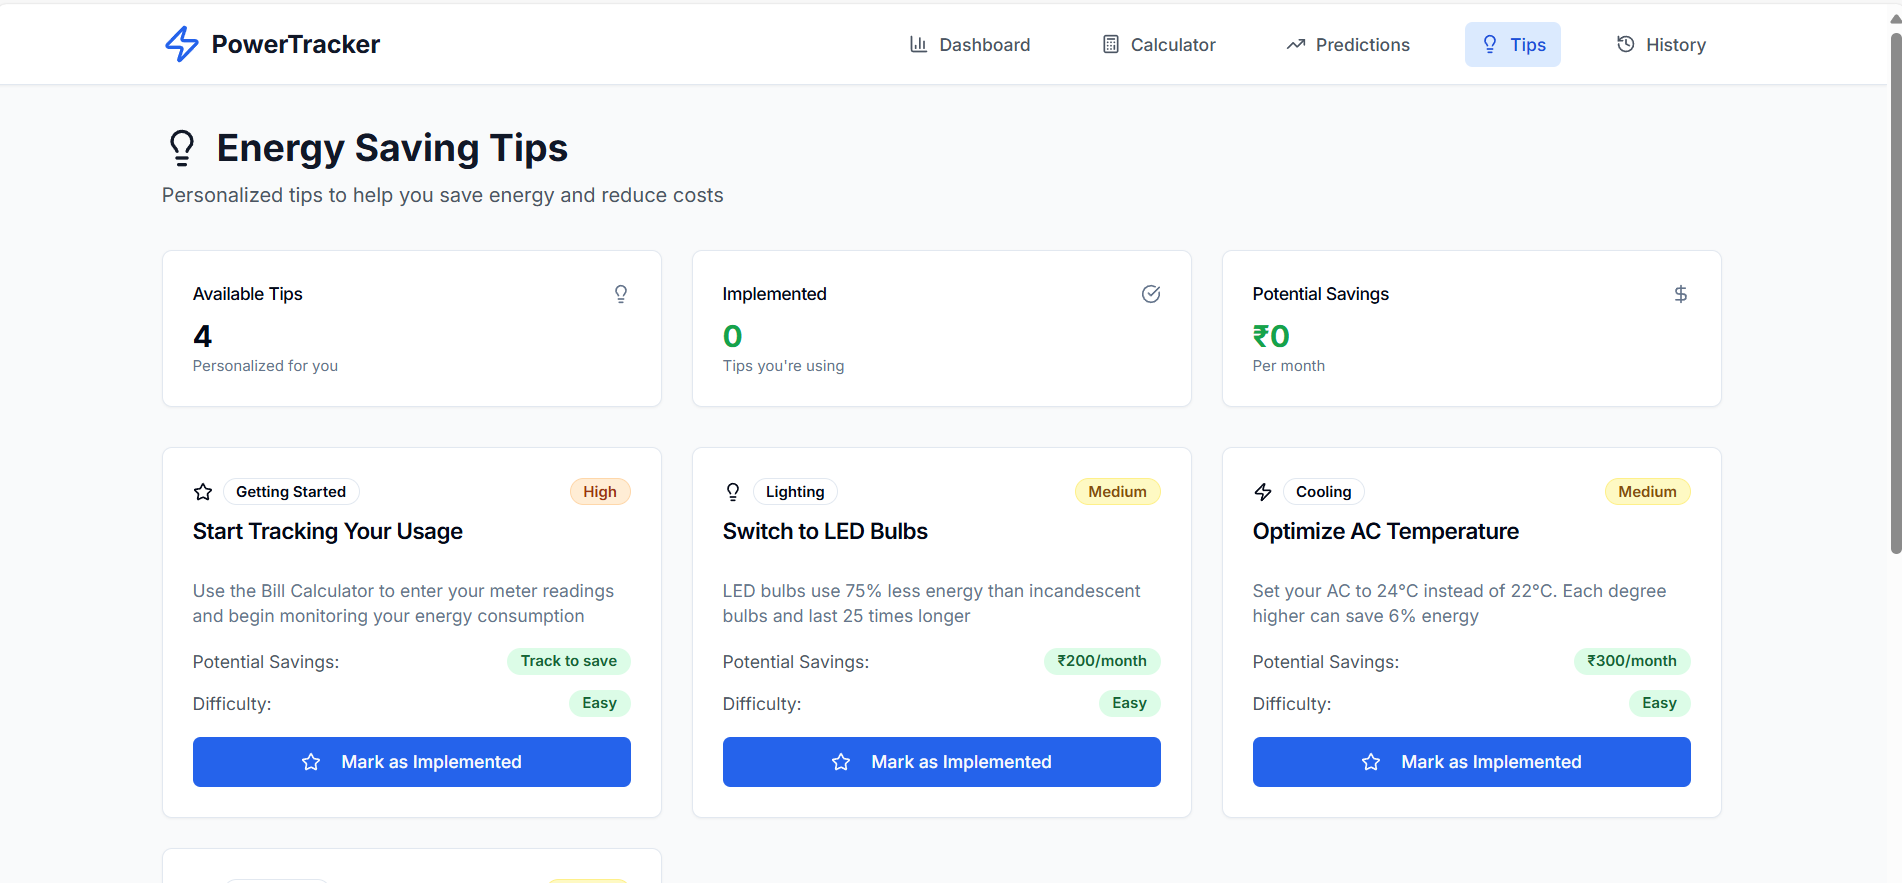 PowerTracker
Dashboard
Calculator
Predictions
Tips
History
Energy Saving Tips
Personalized tips to help you save energy and reduce costs
Available Tips
4
Personalized for you
Implemented
0
Tips you're using
Potential Savings
₹0
Per month
Getting Started
High
Start Tracking Your Usage
Use the Bill Calculator to enter your meter readings
and begin monitoring your energy consumption
Potential Savings:
Track to save
Difficulty:
Easy
Mark as Implemented
Lighting
Medium
Switch to LED Bulbs
LED bulbs use 75% less energy than incandescent
bulbs and last 25 times longer
Potential Savings:
₹200/month
Difficulty:
Easy
Mark as Implemented
Cooling
Medium
Optimize AC Temperature
Set your AC to 24°C instead of 22°C. Each degree
higher can save 6% energy
Potential Savings:
₹300/month
Difficulty:
Easy
Mark as Implemented